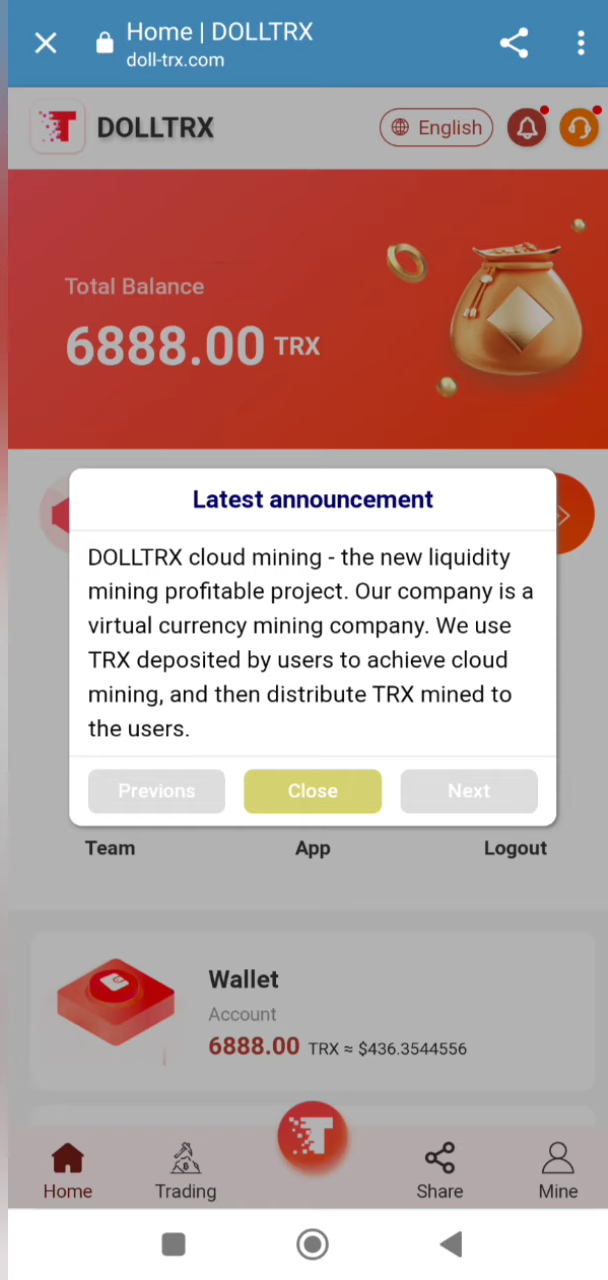 Home | DOLLTRX
doll-trx.com
DOLLTRX
English
Total Balance
6888.00 TRX
Latest announcement
DOLLTRX cloud mining - the new liquidity
mining profitable project. Our company is a
virtual currency mining company. We use
TRX deposited by users to achieve cloud
mining, and then distribute TRX mined to
the users.
Previons Close Next
Team App Logout
Wallet
Account
6888.00 TRX ≈ $436.3544556
Home Trading Share Mine